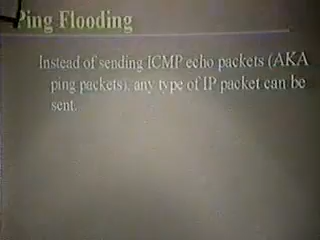 Ping Flooding
Instead of sending ICMP echo packets (AKA
ping packets), any type of IP packet can be
sent.